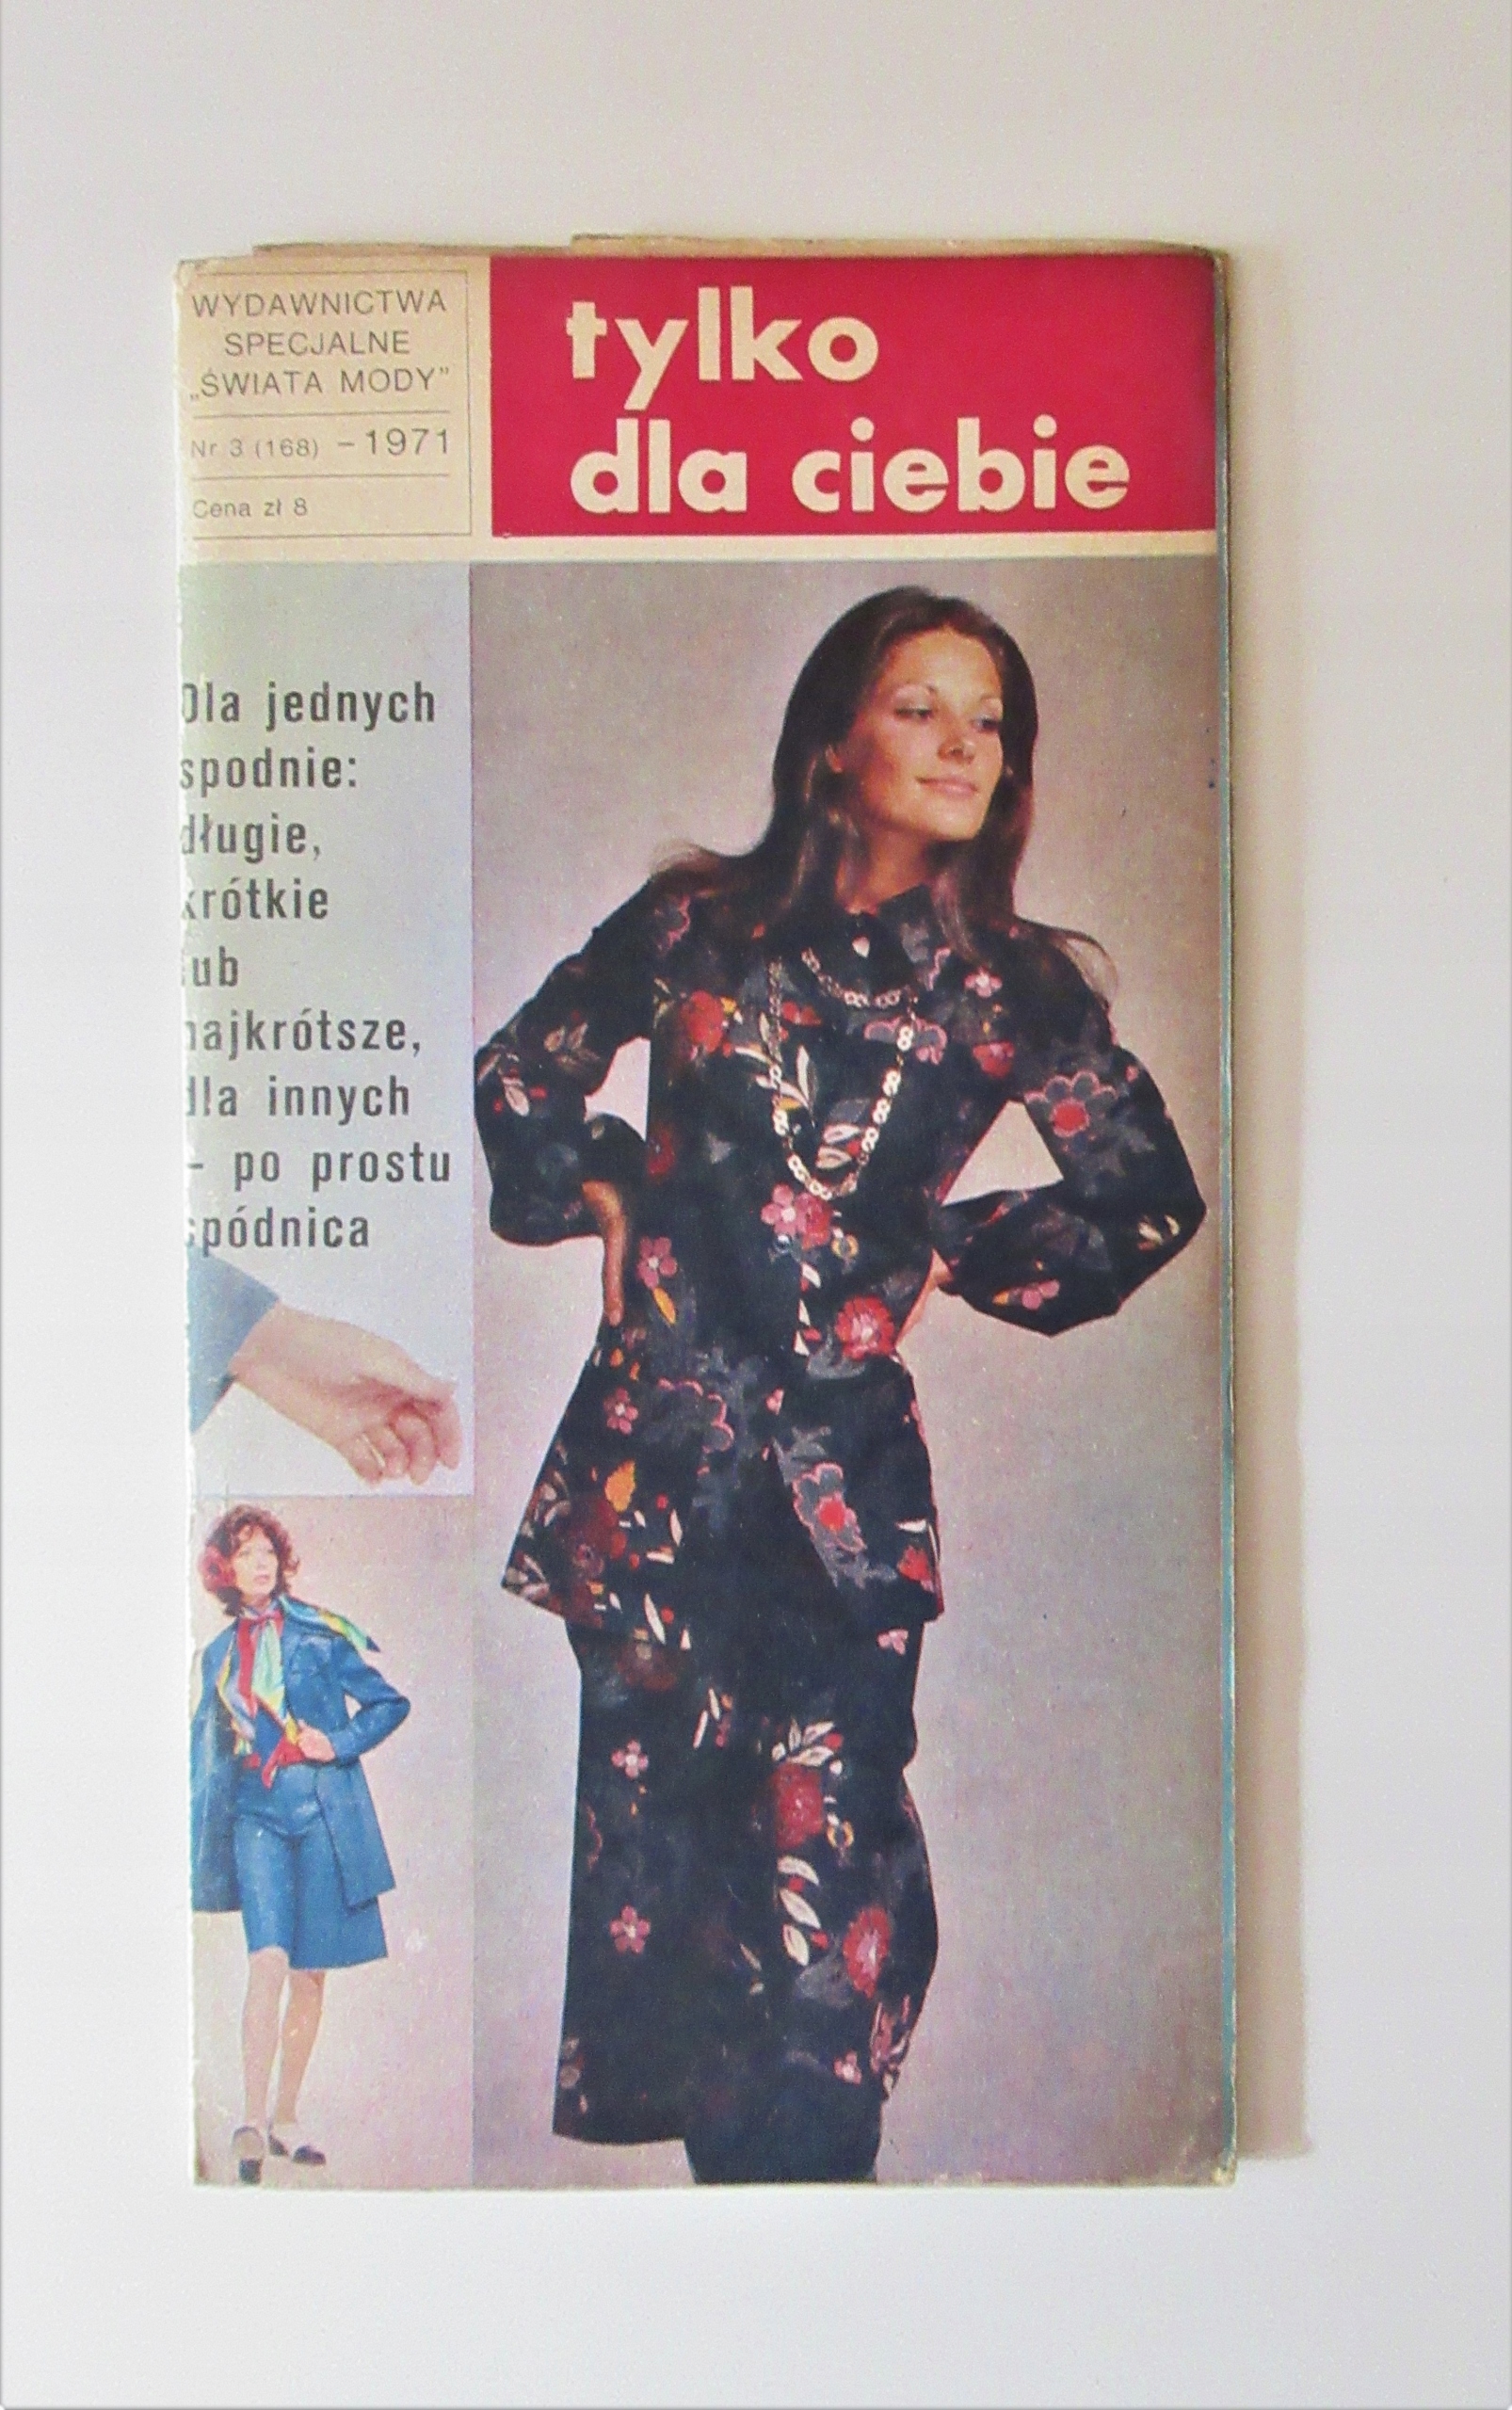 WYDAWNICTWA
SPECJALNE
„ŚWIATA MODY”
Nr 3 (168) – 1971
Cena zł 8
tylko
dla ciebie
Dla jednych
spodnie:
długie,
krótkie
lub
najkrótsze,
dla innych
- po prostu
spódnica